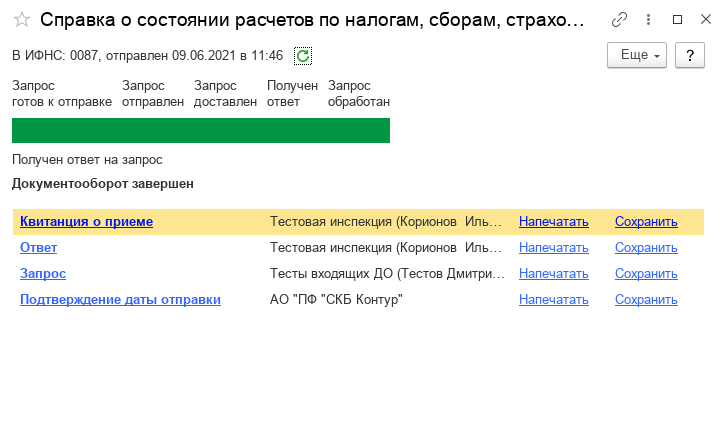 Справка о состоянии расчетов по налогам, сборам, страхо...
В ИФНС: 0087, отправлен 09.06.2021 в 11:46
Еще ?
Запрос готов к отправке Запрос отправлен Запрос доставлен Получен ответ Запрос обработан
Получен ответ на запрос
Документооборот завершен
Квитанция о приеме Тестовая инспекция (Корионов Иль... Напечатать Сохранить
Ответ Тестовая инспекция (Корионов Иль... Напечатать Сохранить
Запрос Тесты входящих ДО (Тестов Дмитри... Напечатать Сохранить
Подтверждение даты отправки АО "ПФ "СКБ Контур" Напечатать Сохранить